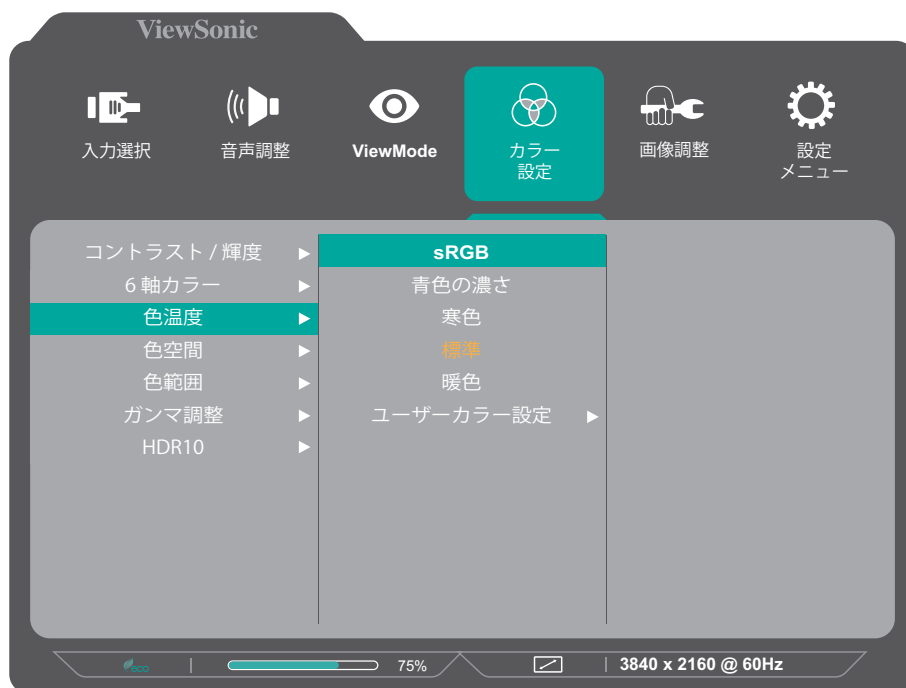 ViewSonic
入力選択
音声調整
ViewMode
カラー
設定
画像調整
設定
メニュー
コントラスト / 輝度
6 軸カラー
色温度
色空間
色範囲
ガンマ調整
HDR10
sRGB
青色の濃さ
寒色
標準
暖色
ユーザーカラー設定
eco
75%
3840 x 2160 @ 60Hz